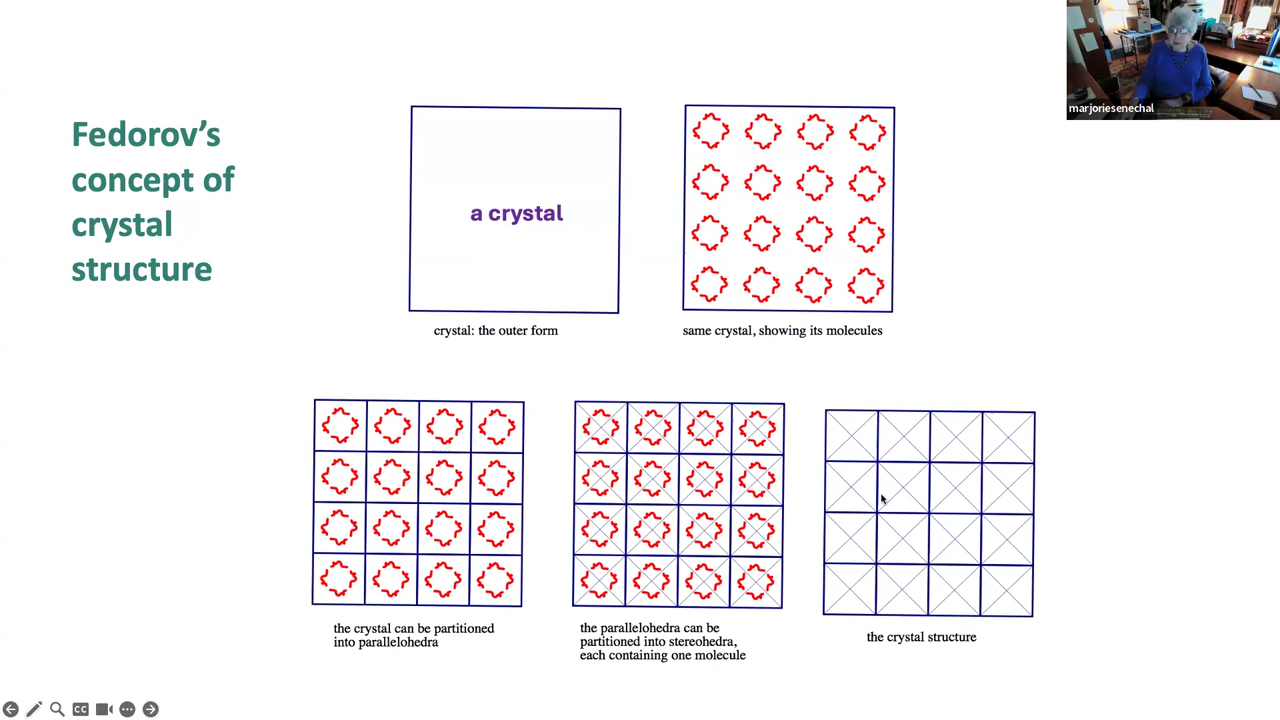 Fedorov’s
concept of
crystal
structure
a crystal
crystal: the outer form
same crystal, showing its molecules
the crystal can be partitioned
into parallelohedra
the parallelohedra can be
partitioned into stereohedra,
each containing one molecule
the crystal structure
marjoriesenechal
CC